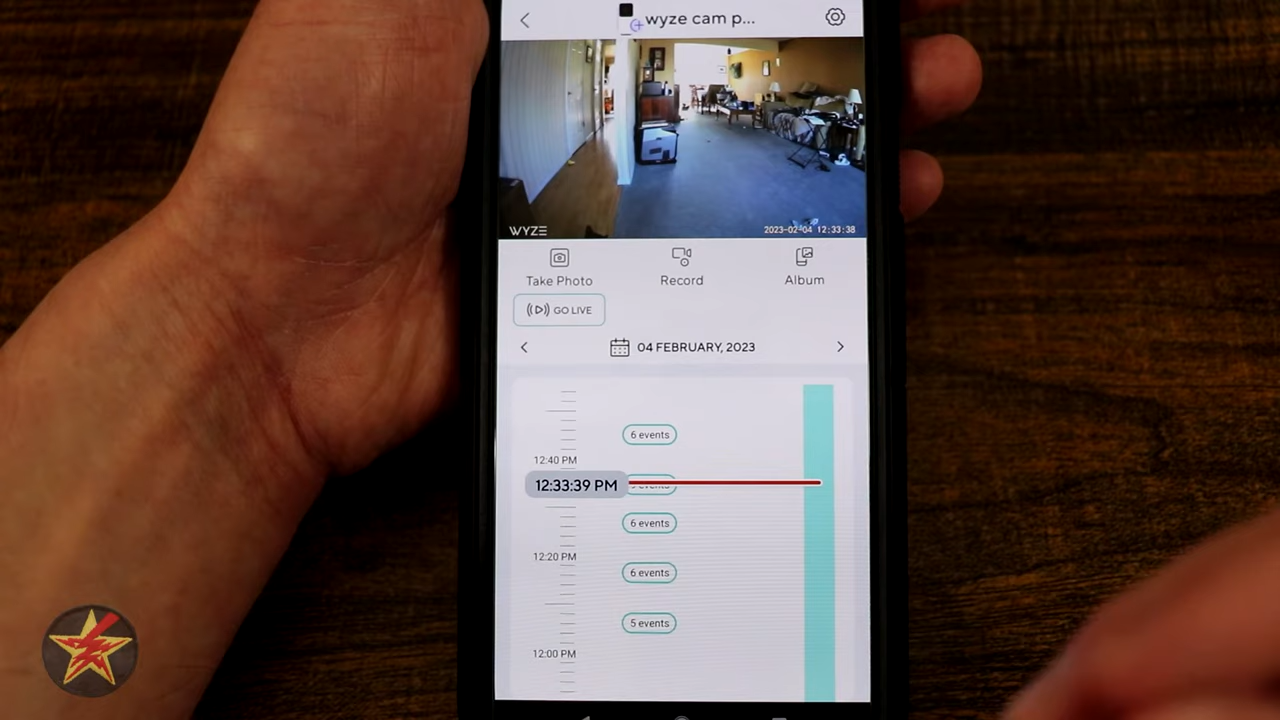 wyze cam p...
WYZE
2023-02-04 12:33:38
Take Photo
Record
Album
GO LIVE
04 FEBRUARY, 2023
6 events
12:40 PM
12:33:39 PM
events
6 events
12:20 PM
6 events
5 events
12:00 PM